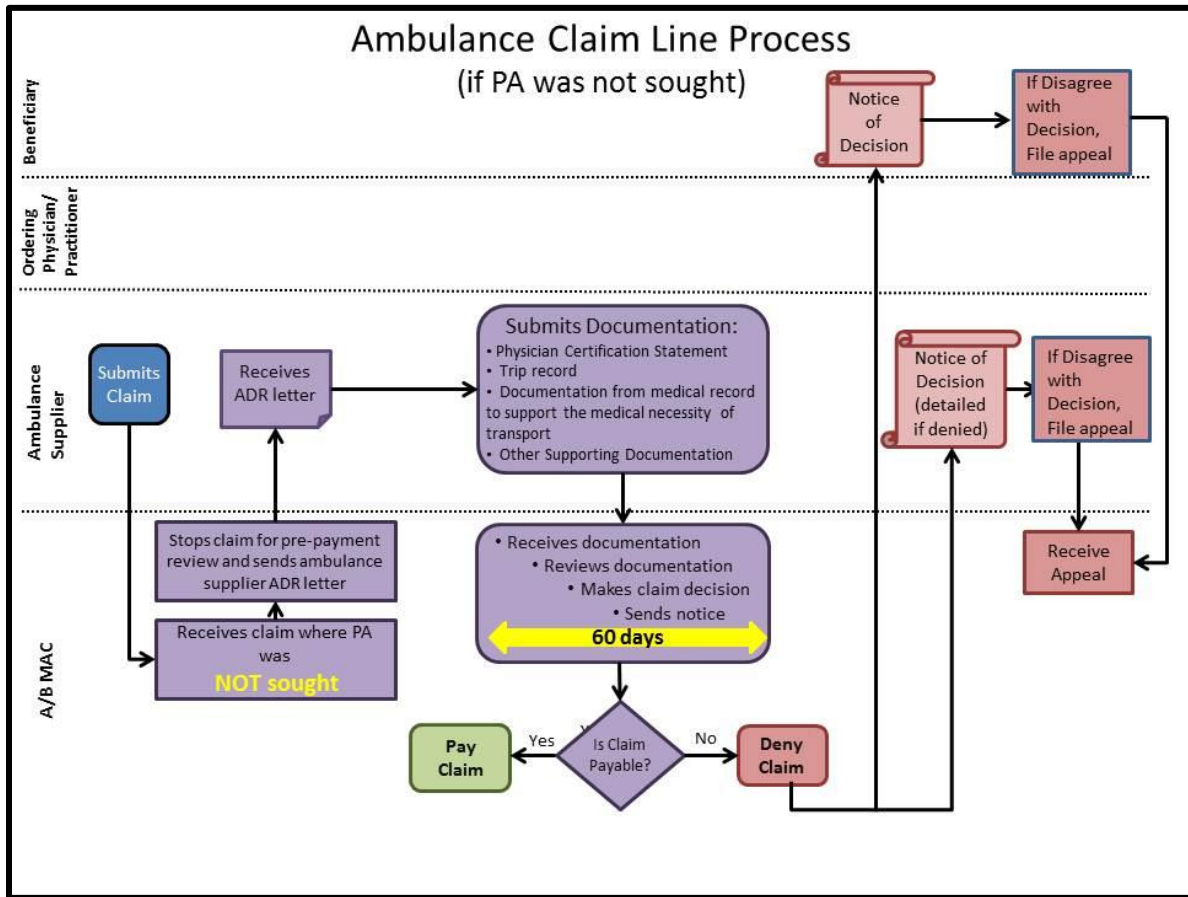 Ambulance Claim Line Process
(if PA was not sought)
Beneficiary
Notice
of
Decision
If Disagree
with
Decision,
File appeal
Ordering
Physician/
Practitioner
Ambulance
Supplier
Submits
Claim
Receives
ADR letter
Submits Documentation:
• Physician Certification Statement
• Trip record
• Documentation from medical record
to support the medical necessity of
transport
• Other Supporting Documentation
Notice of
Decision
(detailed
if denied)
If Disagree
with
Decision,
File appeal
A/B MAC
Stops claim for pre-payment
review and sends ambulance
supplier ADR letter
Receives claim where PA
was
NOT sought
• Receives documentation
• Reviews documentation
• Makes claim decision
• Sends notice
60 days
Receive
Appeal
Pay
Claim
Yes
Is Claim
Payable?
No
Deny
Claim